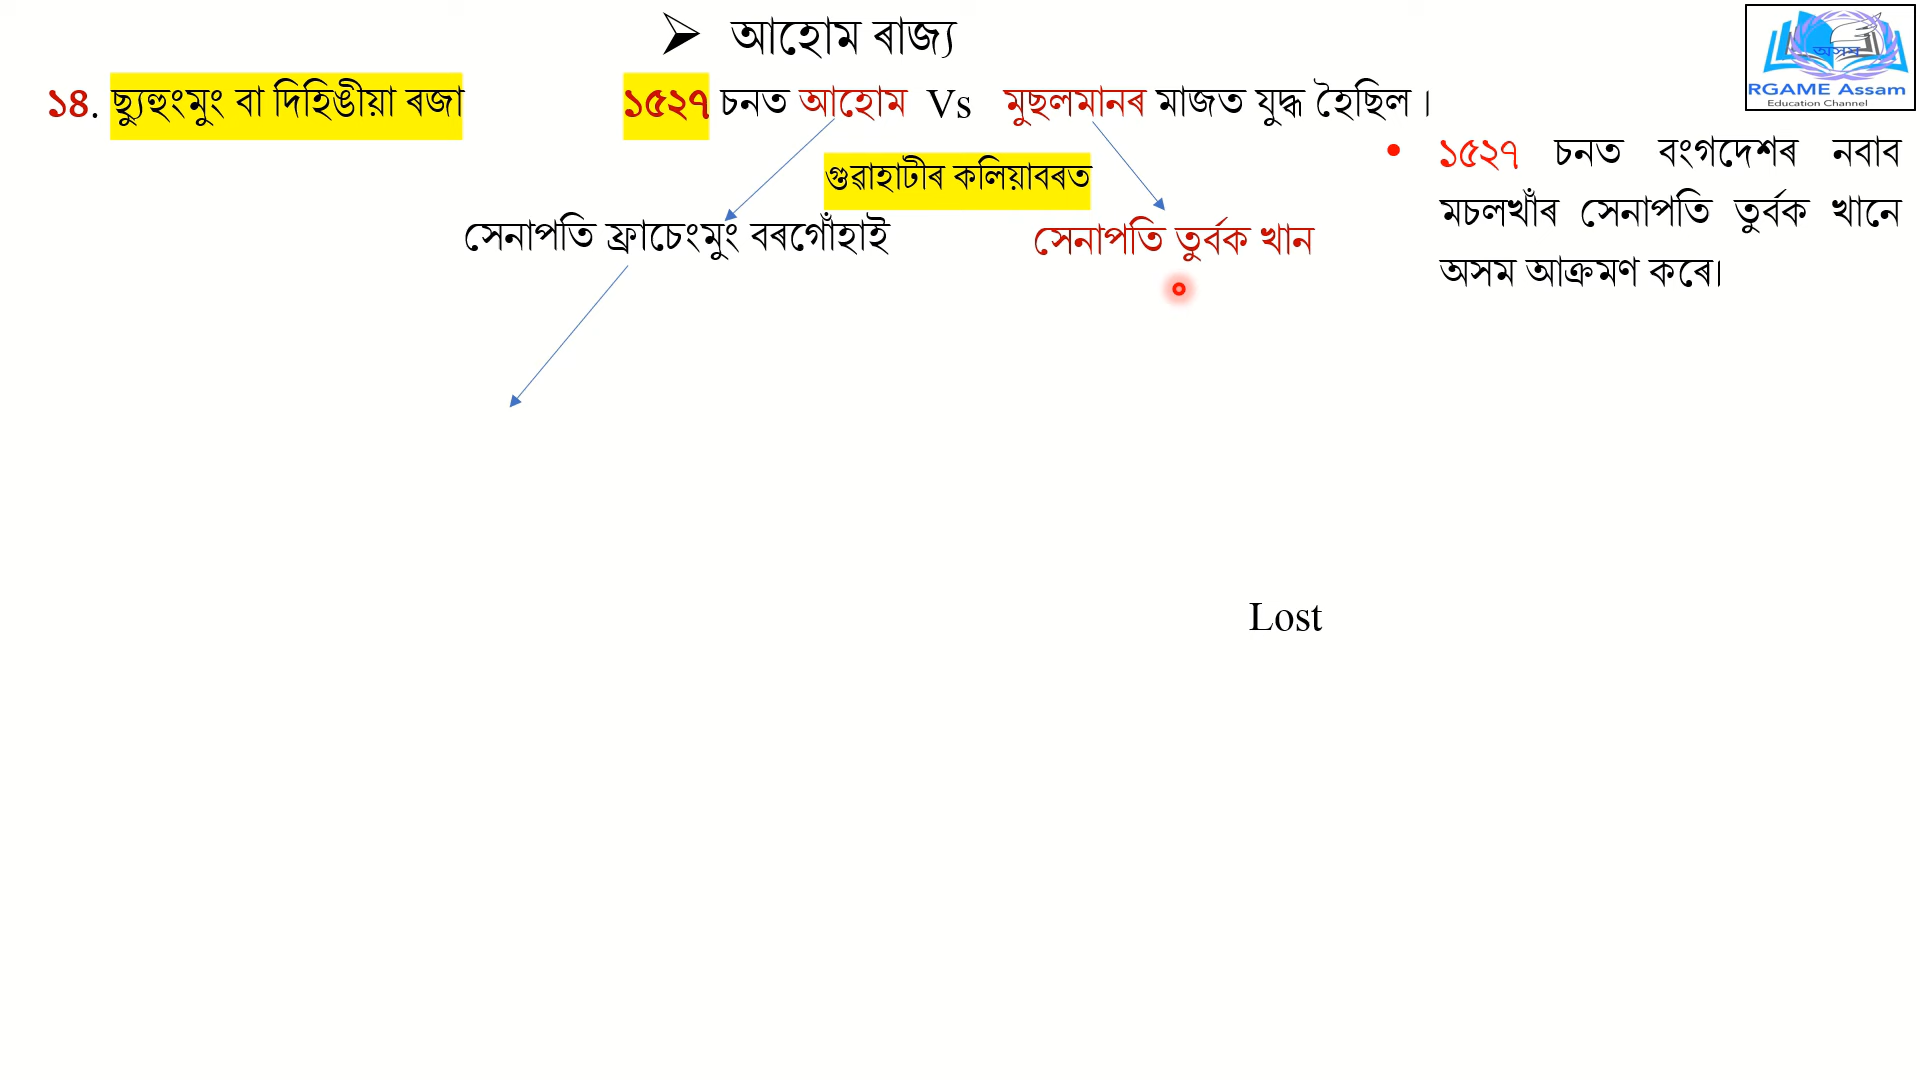 ➢ আহোম ৰাজ্য
অসম
RGAME Assam
Education Channel
১৪. ছ্যুহুংমুং বা দিহিঙীয়া ৰজা
১৫২৭ চনত আহোম Vs মুছলমানৰ মাজত যুদ্ধ হৈছিল।
গুৱাহাটীৰ কলিয়াবৰত
সেনাপতি ফ্ৰাচেংমুং বৰগোঁহাই
সেনাপতি তুৰ্বক খান
• ১৫২৭ চনত বংগদেশৰ নবাব
মচলখাঁৰ সেনাপতি তুৰ্বক খানে
অসম আক্ৰমণ কৰে।
Lost